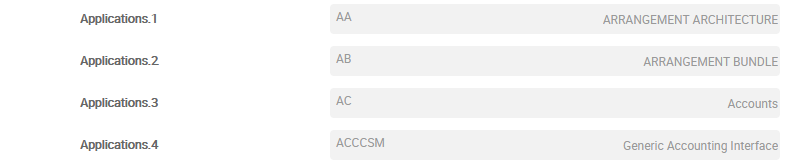 Applications.1 AA ARRANGEMENT ARCHITECTURE
Applications.2 AB ARRANGEMENT BUNDLE
Applications.3 AC Accounts
Applications.4 ACCCSM Generic Accounting Interface